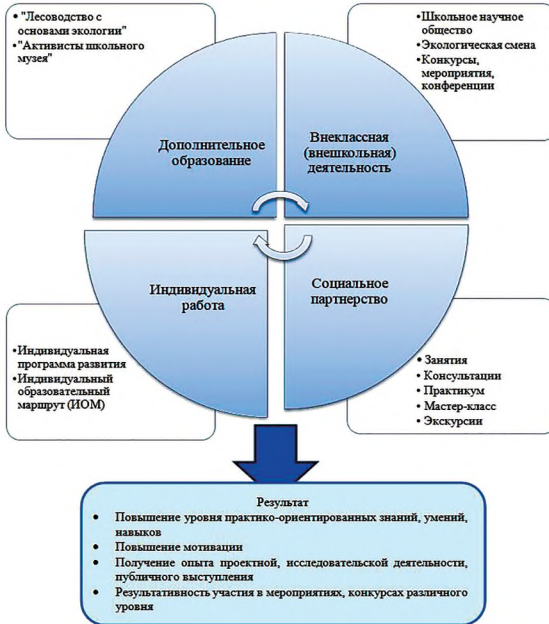 • "Лесоводство с
основами экологии"
• "Активисты школьного
музея"
• Школьное научное
общество
• Экологическая смена
• Конкурсы,
мероприятия,
конференции
Дополнительное
образование
Внеклассная
(внешкольная)
деятельность
Индивидуальная
работа
Социальное
партнерство
• Индивидуальная
программа развития
• Индивидуальный
образовательный
маршрут (ИОМ)
• Занятия
• Консультации
• Практикум
• Мастер-класс
• Экскурсии
Результат
• Повышение уровня практико-ориентированных знаний, умений,
навыков
• Повышение мотивации
• Получение опыта проектной, исследовательской деятельности,
публичного выступления
• Результативность участия в мероприятиях, конкурсах различного
уровня